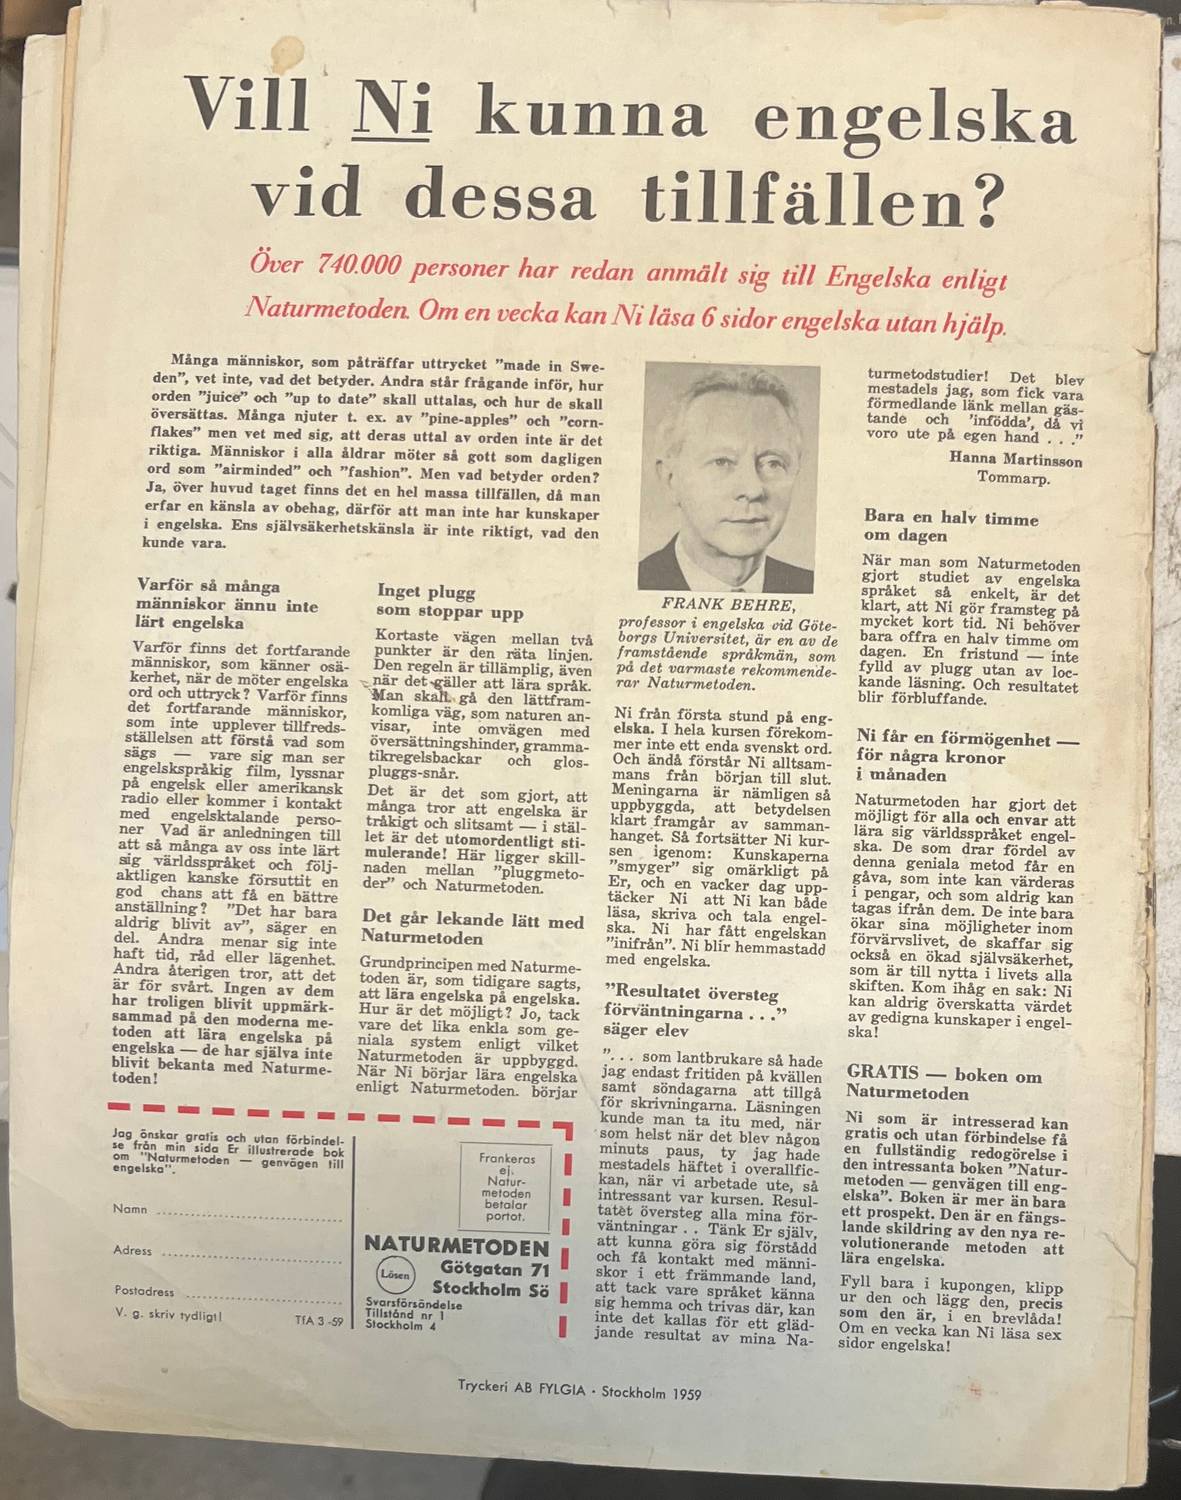 Vill Ni kunna engelska
vid dessa tillfällen?
Över 740.000 personer har redan anmält sig till Engelska enligt
Naturmetoden. Om en vecka kan Ni läsa 6 sidor engelska utan hjälp.
Många människor, som påträffar uttrycket ”made in Swe-
den”, vet inte, vad det betyder. Andra står frågande inför, hur
orden ”juice” och ”up to date” skall uttalas, och hur de skall
översättas. Många njuter t. ex. av ”pine-apples” och ”corn-
flakes” men vet med sig, att deras uttal av orden inte är det
riktiga. Människor i alla åldrar möter så gott som dagligen
ord som ”airminded” och ”fashion”. Men vad betyder orden?
Ja, över huvud taget finns det en hel massa tillfällen, då man
erfar en känsla av obehag, därför att man inte har kunskaper
i engelska. Ens självsäkerhetskänsla är inte riktigt, vad den
kunde vara.
Varför så många
människor ännu inte
lärt engelska
Varför finns det fortfarande
människor, som känner osä-
kerhet, när de möter engelska
ord och uttryck? Varför finns
det fortfarande människor,
som inte upplever tillfreds-
ställelsen att förstå vad som
sägs — vare sig man ser
engelskspråkig film, lyssnar
på engelsk eller amerikansk
radio eller kommer i kontakt
med engelsktalande perso-
ner Vad är anledningen till
att så många av oss inte lärt
sig världsspråket och följ-
aktligen kanske försuttit en
god chans att få en bättre
anställning? ”Det har bara
aldrig blivit av”, säger en
del. Andra menar sig inte
haft tid, råd eller lägenhet.
Andra återigen tror, att det
är för svårt. Ingen av dem
har troligen blivit uppmärk-
sammad på den moderna me-
toden att lära engelska på
engelska — de har själva inte
blivit bekanta med Naturme-
toden!
Inget plugg
som stoppar upp
Kortaste vägen mellan två
punkter är den räta linjen.
Den regeln är tillämplig, även
när det gäller att lära språk.
Man skall gå den lättfram-
komliga väg, som naturen an-
visar, inte omvägen med
översättningshinder, gramma-
tikregelsbackar och glos-
pluggs-snår.
Det är det som gjort, att
många tror att engelska är
tråkigt och slitsamt — i stäl-
let är det utomordentligt sti-
mulerande! Här ligger skill-
naden mellan ”pluggmeto-
der” och Naturmetoden.
Det går lekande lätt med
Naturmetoden
Grundprincipen med Naturme-
toden är, som tidigare sagts,
att lära engelska på engelska.
Hur är det möjligt? Jo, tack
vare det lika enkla som ge-
niala system enligt vilket
Naturmetoden är uppbyggd.
När Ni börjar lära engelska
enligt Naturmetoden. börjar
FRANK BEHRE,
professor i engelska vid Göte-
borgs Universitet, är en av de
framstående språkmän, som
på det varmaste rekommende-
rar Naturmetoden.
Ni från första stund på eng-
elska. I hela kursen förekom-
mer inte ett enda svenskt ord.
Och ändå förstår Ni alltsam-
mans från början till slut.
Meningarna är nämligen så
uppbyggda, att betydelsen
klart framgår av samman-
hanget. Så fortsätter Ni kur-
sen igenom: Kunskaperna
”smyger” sig omärkligt på
Er, och en vacker dag upp-
täcker Ni att Ni kan både
läsa, skriva och tala engel-
ska. Ni har fått engelskan
”inifrån”. Ni blir hemmastadd
med engelska.
”Resultatet översteg
förväntningarna . . .”
säger elev
”. . . som lantbrukare så hade
jag endast fritiden på kvällen
samt söndagarna att tillgå
för skrivningarna. Läsningen
kunde man ta itu med, när
som helst när det blev någon
minuts paus, ty jag hade
mestadels häftet i overallfic-
kan, när vi arbetade ute, så
intressant var kursen. Resul-
tatet översteg alla mina för-
väntningar . . Tänk Er själv,
att kunna göra sig förstådd
och få kontakt med männi-
skor i ett främmande land,
att tack vare språket känna
sig hemma och trivas där, kan
inte det kallas för ett gläd-
jande resultat av mina Na-
turmetodstudier! Det blev
mestadels jag, som fick vara
förmedlande länk mellan gäs-
tande och 'infödda', då vi
voro ute på egen hand . . .”
Hanna Martinsson
Tommarp.
Bara en halv timme
om dagen
När man som Naturmetoden
gjort studiet av engelska
språket så enkelt, är det
klart, att Ni gör framsteg på
mycket kort tid. Ni behöver
bara offra en halv timme om
dagen. En fristund — inte
fylld av plugg utan av loc-
kande läsning. Och resultatet
blir förbluffande.
Ni får en förmögenhet —
för några kronor
i månaden
Naturmetoden har gjort det
möjligt för alla och envar att
lära sig världsspråket engel-
ska. De som drar fördel av
denna geniala metod får en
gåva, som inte kan värderas
i pengar, och som aldrig kan
tagas ifrån dem. De inte bara
ökar sina möjligheter inom
förvärvslivet, de skaffar sig
också en ökad självsäkerhet,
som är till nytta i livets alla
skiften. Kom ihåg en sak: Ni
kan aldrig överskatta värdet
av gedigna kunskaper i engel-
ska!
GRATIS — boken om
Naturmetoden
Ni som är intresserad kan
gratis och utan förbindelse få
en fullständig redogörelse i
den intressanta boken ”Natur-
metoden — genvägen till eng-
elska”. Boken är mer än bara
ett prospekt. Den är en fängs-
lande skildring av den nya re-
volutionerande metoden att
lära engelska.
Fyll bara i kupongen, klipp
ur den och lägg den, precis
som den är, i en brevlåda!
Om en vecka kan Ni läsa sex
sidor engelska!
Jag önskar gratis och utan förbindel-
se från min sida Er illustrerade bok
om ”Naturmetoden — genvägen till
engelska”.
Namn
Adress
Postadress
V. g. skriv tydligt!
TfA 3 -59
Frankeras
ej.
Natur-
metoden
betalar
portot.
NATURMETODEN
Götgatan 71
Lösen
Stockholm Sö
Svarsförsändelse
Tillstånd nr 1
Stockholm 4
Tryckeri AB FYLGIA · Stockholm 1959